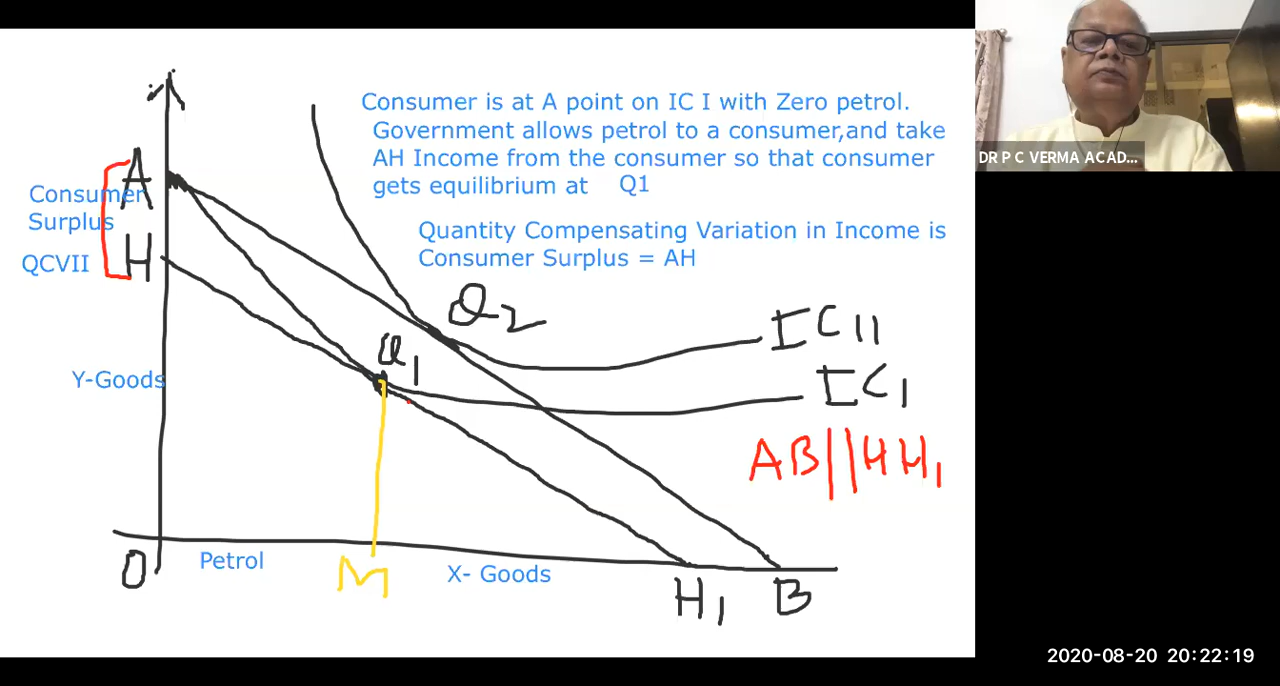 Consumer is at A point on IC I with Zero petrol.
Government allows petrol to a consumer,and take
AH Income from the consumer so that consumer
gets equilibrium at Q1
Quantity Compensating Variation in Income is
Consumer Surplus = AH
DR P C VERMA ACAD...
A
Consumer
Surplus
H
QCVII
Q2
Q1
IC II
IC1
Y-Goods
AB||HH1
O
Petrol
M
X- Goods
H1
B
2020-08-20 20:22:19